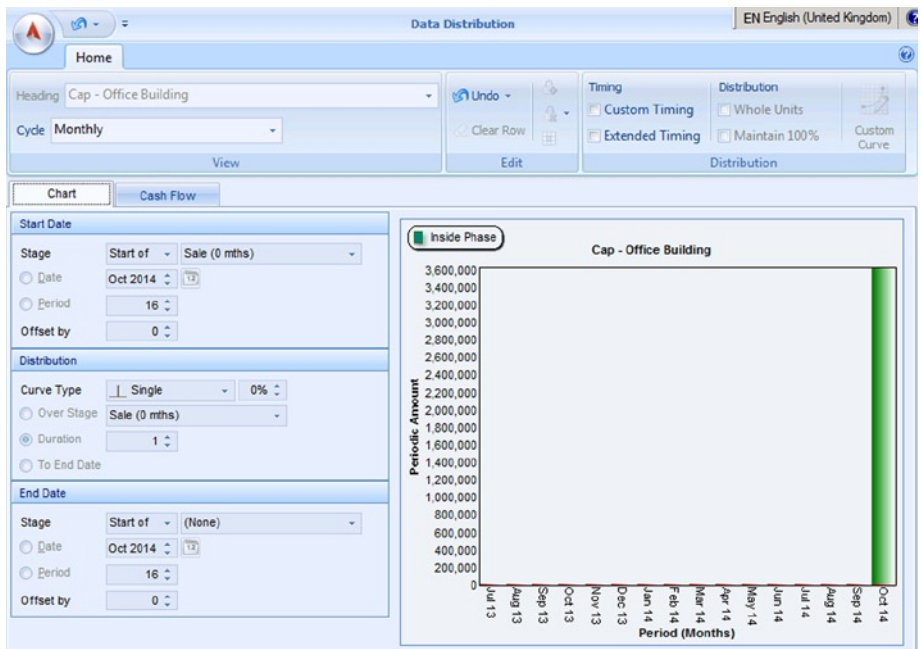 Data Distribution
EN English (United Kingdom)
Home
Heading Cap - Office Building
Cycle Monthly
View
Undo
Clear Row
Edit
Timing
Custom Timing
Extended Timing
Distribution
Whole Units
Maintain 100%
Custom Curve
Distribution
Chart
Cash Flow
Start Date
Stage Start of Sale (0 mths)
Date Oct 2014 12
Period 16
Offset by 0
Distribution
Curve Type Single 0%
Over Stage Sale (0 mths)
Duration 1
To End Date
End Date
Stage Start of (None)
Date Oct 2014 12
Period 16
Offset by 0
Inside Phase
Cap - Office Building
Periodic Amount
3,600,000
3,400,000
3,200,000
3,000,000
2,800,000
2,600,000
2,400,000
2,200,000
2,000,000
1,800,000
1,600,000
1,400,000
1,200,000
1,000,000
800,000
600,000
400,000
200,000
0
Jul 13
Aug 13
Sep 13
Oct 13
Nov 13
Dec 13
Jan 14
Feb 14
Mar 14
Apr 14
May 14
Jun 14
Jul 14
Aug 14
Sep 14
Oct 14
Period (Months)